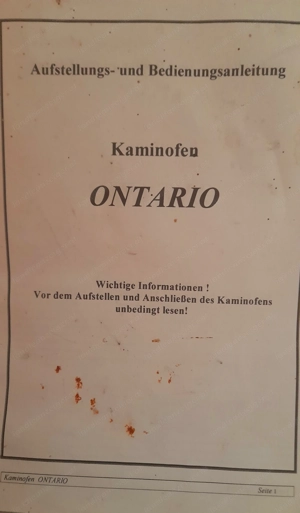 Aufstellungs- und Bedienungsanleitung
Kaminofen
ONTARIO
Wichtige Informationen !
Vor dem Aufstellen und Anschließen des Kaminofens
unbedingt lesen!
Kaminofen ONTARIO
Seite 1